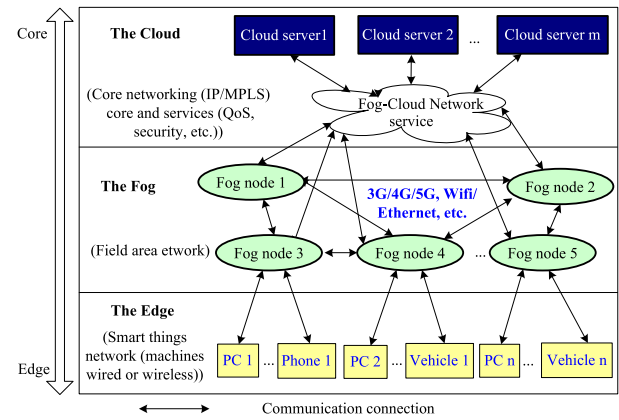 Core
The Cloud
Cloud server1
Cloud server 2
...
Cloud server m
(Core networking (IP/MPLS)
core and services (QoS,
security, etc.))
Fog-Cloud Network
service
The Fog
Fog node 1
3G/4G/5G, Wifi/
Ethernet, etc.
Fog node 2
(Field area etwork)
Fog node 3
Fog node 4
...
Fog node 5
The Edge
(Smart things
network (machines
wired or wireless))
PC 1
...
Phone 1
PC 2
...
Vehicle 1
PC n
...
Vehicle n
Edge
Communication connection